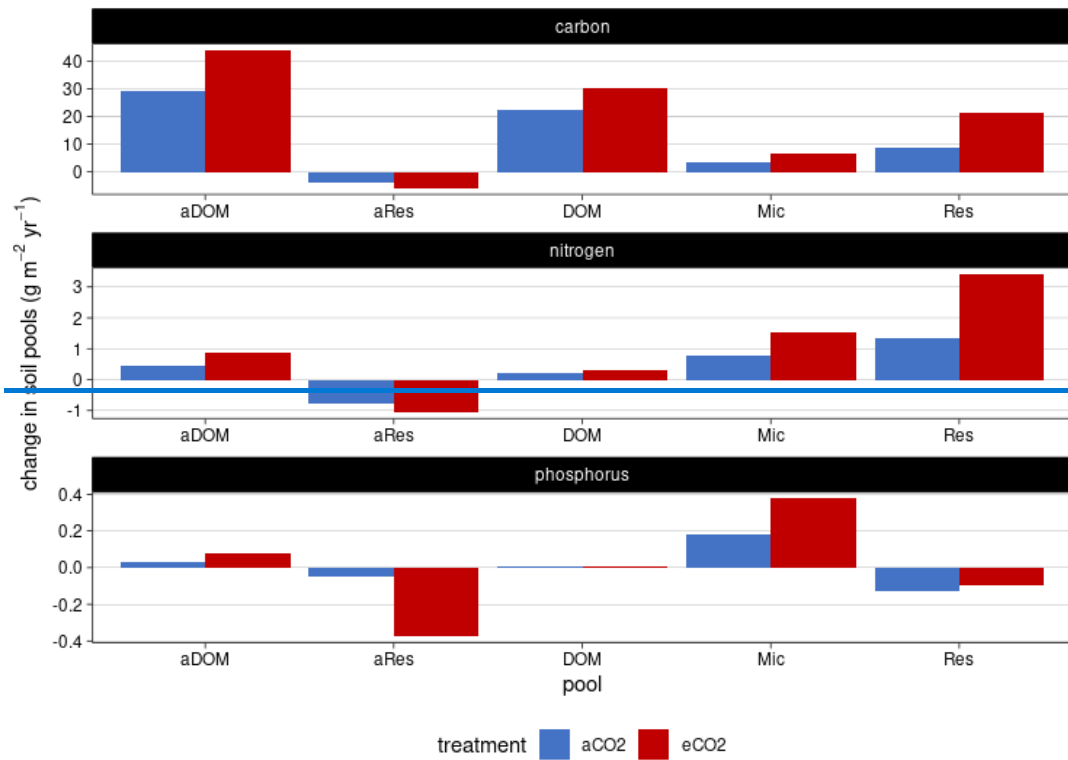 carbon
40
30
20
10
0
aDOM aRes DOM Mic Res
nitrogen
3
2
1
0
-1
aDOM aRes DOM Mic Res
phosphorus
0.4
0.2
0.0
-0.2
-0.4
aDOM aRes DOM Mic Res
pool
change in soil pools (g m⁻² yr⁻¹)
treatment aCO2 eCO2